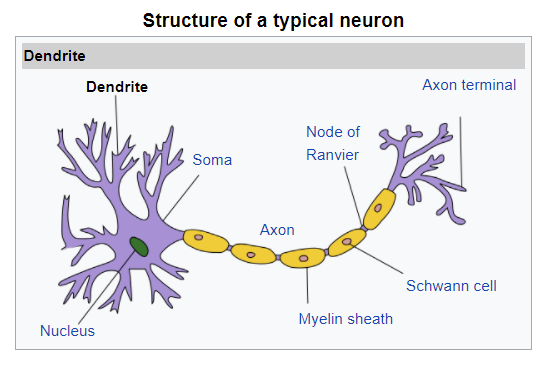 Structure of a typical neuron
Dendrite
Dendrite
Axon terminal
Node of
Ranvier
Soma
Axon
Schwann cell
Myelin sheath
Nucleus